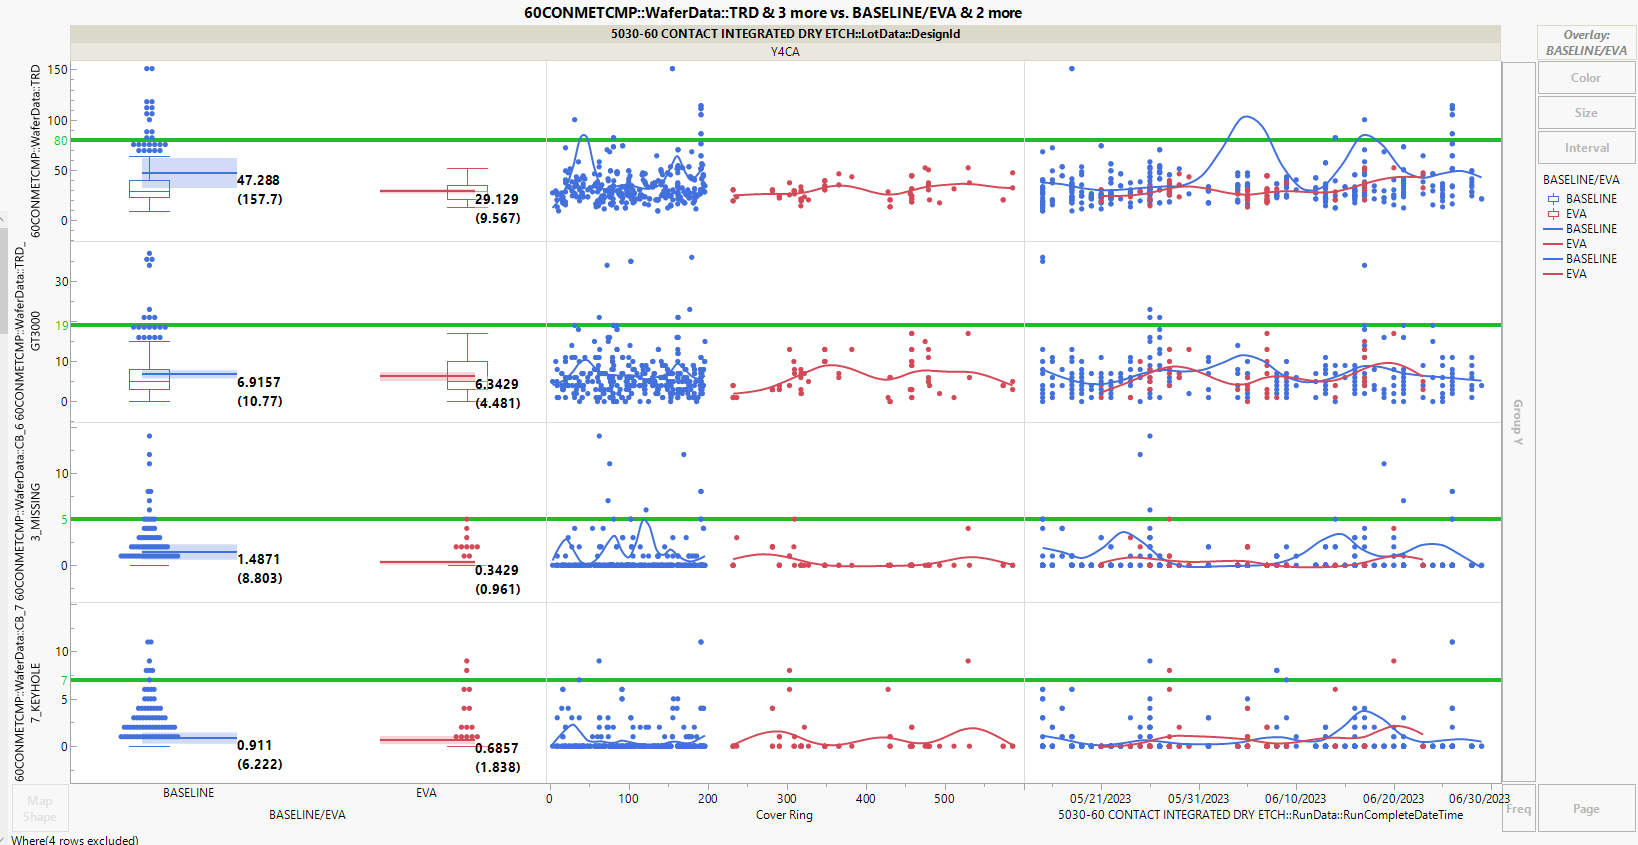 60CONMETCMP::WaferData::TRD & 3 more vs. BASELINE/EVA & 2 more
5030-60 CONTACT INTEGRATED DRY ETCH::LotData::DesignId
Y4CA
60CONMETCMP::WaferData::TRD
150
100
80
50
0
47.288
(157.7)
29.129
(9.567)
60CONMETCMP::WaferData::TRD_
GT3000
30
19
10
0
6.9157
(10.77)
6.3429
(4.481)
60CONMETCMP::WaferData::CB_6
3_MISSING
10
5
0
1.4871
(8.803)
0.3429
(0.961)
60CONMETCMP::WaferData::CB_7
7_KEYHOLE
10
7
5
0
0.911
(6.222)
0.6857
(1.838)
BASELINE
EVA
BASELINE/EVA
0
100
200
300
400
500
Cover Ring
05/21/2023
05/31/2023
06/10/2023
06/20/2023
06/30/2023
5030-60 CONTACT INTEGRATED DRY ETCH::RunData::RunCompleteDateTime
Overlay:
BASELINE/EVA
Color
Size
Interval
BASELINE/EVA
BASELINE
EVA
BASELINE
EVA
BASELINE
EVA
Group Y
Map
Shape
Freq
Page
Where(4 rows excluded)